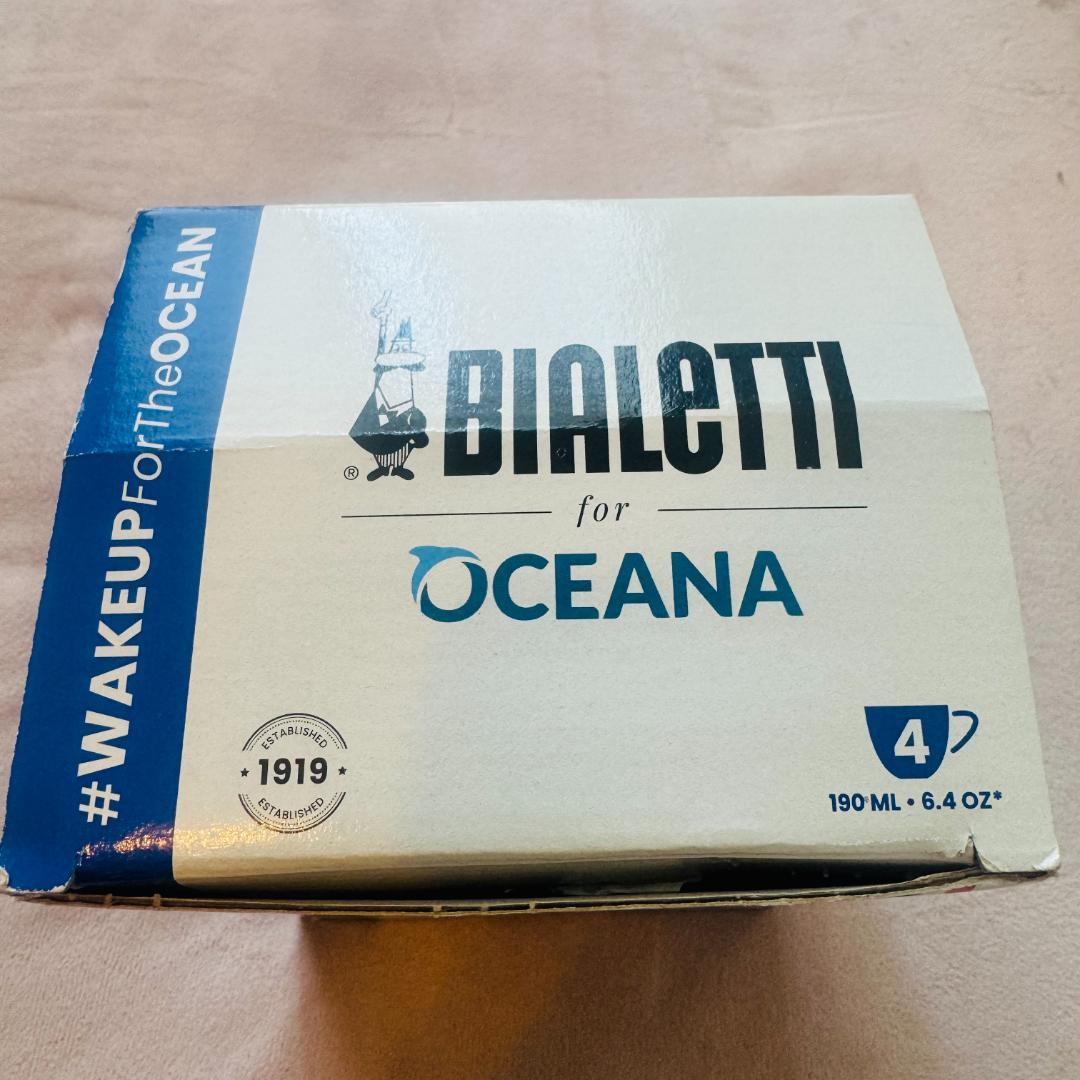 #WAKEUPForTheOCEAN
BIALETTI
®
for
OCEANA
ESTABLISHED
1919
ESTABLISHED
4
190 ML • 6.4 OZ*